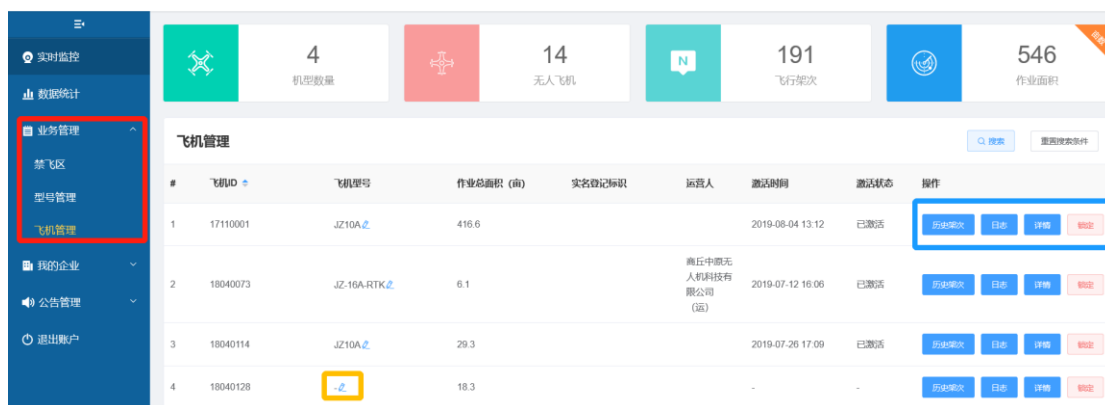 实时监控
数据统计
业务管理
禁飞区
型号管理
飞机管理
我的企业
公告管理
退出账户
4
机型数量
14
无人飞机
N
191
飞行架次
546
作业面积
亩数
飞机管理
搜索 重置搜索条件
# 飞机ID 飞机型号 作业总面积 (亩) 实名登记标识 运营人 激活时间 激活状态 操作
1 17110001 JZ10A 416.6 2019-08-04 13:12 已激活 历史架次 日志 详情 锁定
2 18040073 JZ-16A-RTK 6.1 商丘中原无
人机科技有
限公司
(运) 2019-07-12 16:06 已激活 历史架次 日志 详情 锁定
3 18040114 JZ10A 29.3 2019-07-26 17:09 已激活 历史架次 日志 详情 锁定
4 18040128 - 18.3 - - 历史架次 日志 详情 锁定